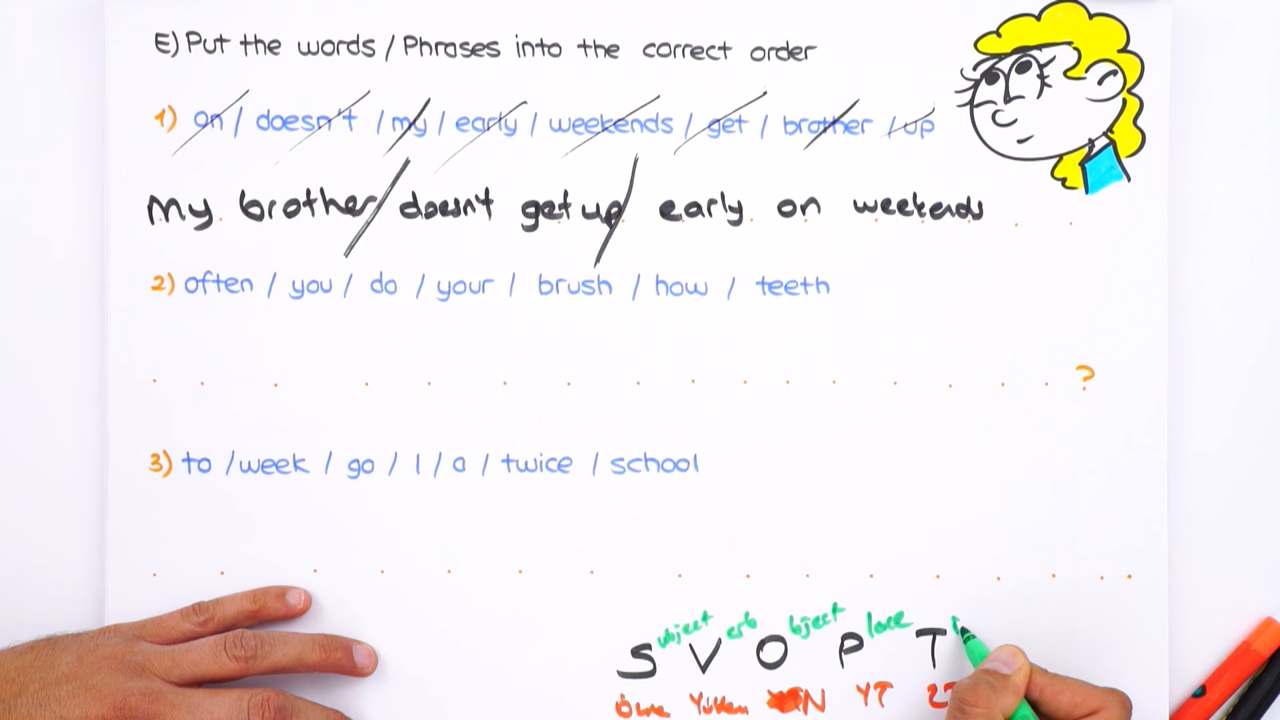 E) Put the words / Phrases into the correct order
1) on / doesn't / my / early / weekends / get / brother / up
My brother / doesn't get up / early on weekends
2) often / you / do / your / brush / how / teeth
?
3) to / week / go / I / a / twice / school
Subject Verb Object Place T
N YT